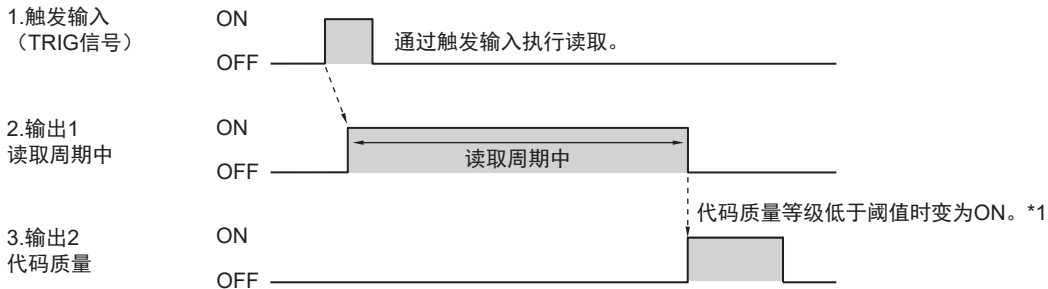 1.触发输入
（TRIG信号）
ON
OFF
通过触发输入执行读取。
2.输出1
读取周期中
ON
OFF
读取周期中
代码质量等级低于阈值时变为ON。*1
3.输出2
代码质量
ON
OFF